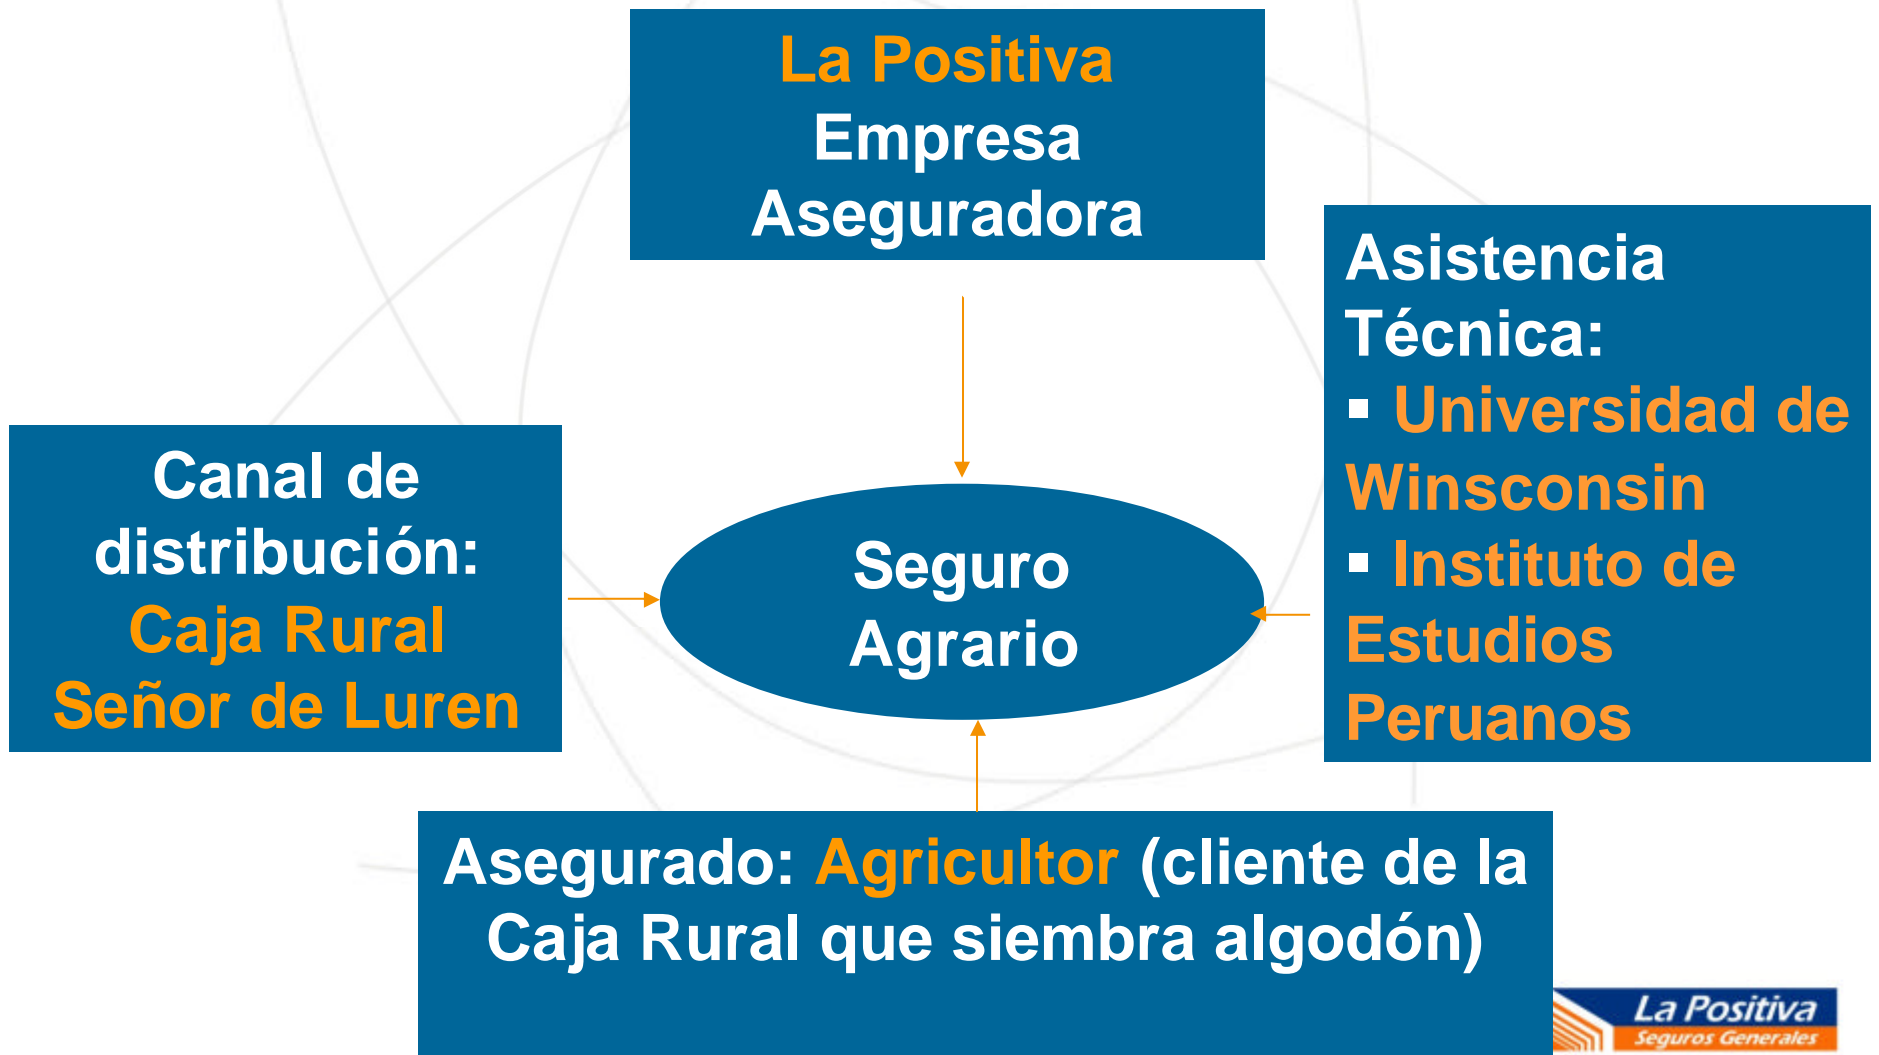 La Positiva
Empresa
Aseguradora
Asistencia
Técnica:
▪ Universidad de
Winsconsin
▪ Instituto de
Estudios
Peruanos
Canal de
distribución:
Caja Rural
Señor de Luren
Seguro
Agrario
Asegurado: Agricultor (cliente de la
Caja Rural que siembra algodón)
La Positiva
Seguros Generales